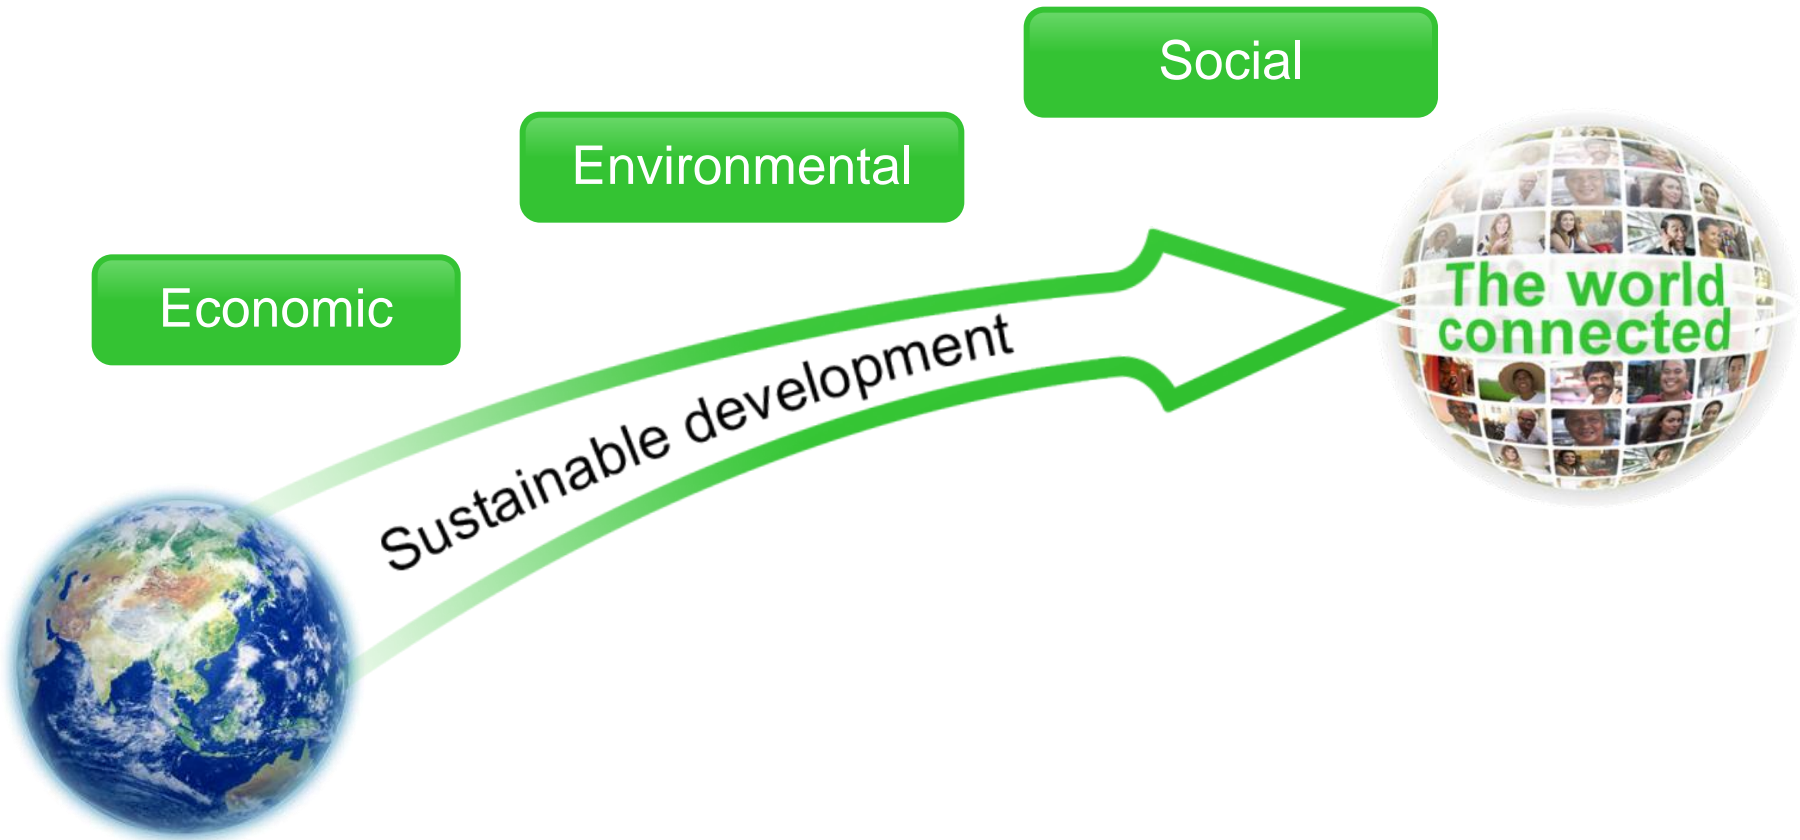 Social
Environmental
Economic
The world
connected
Sustainable development